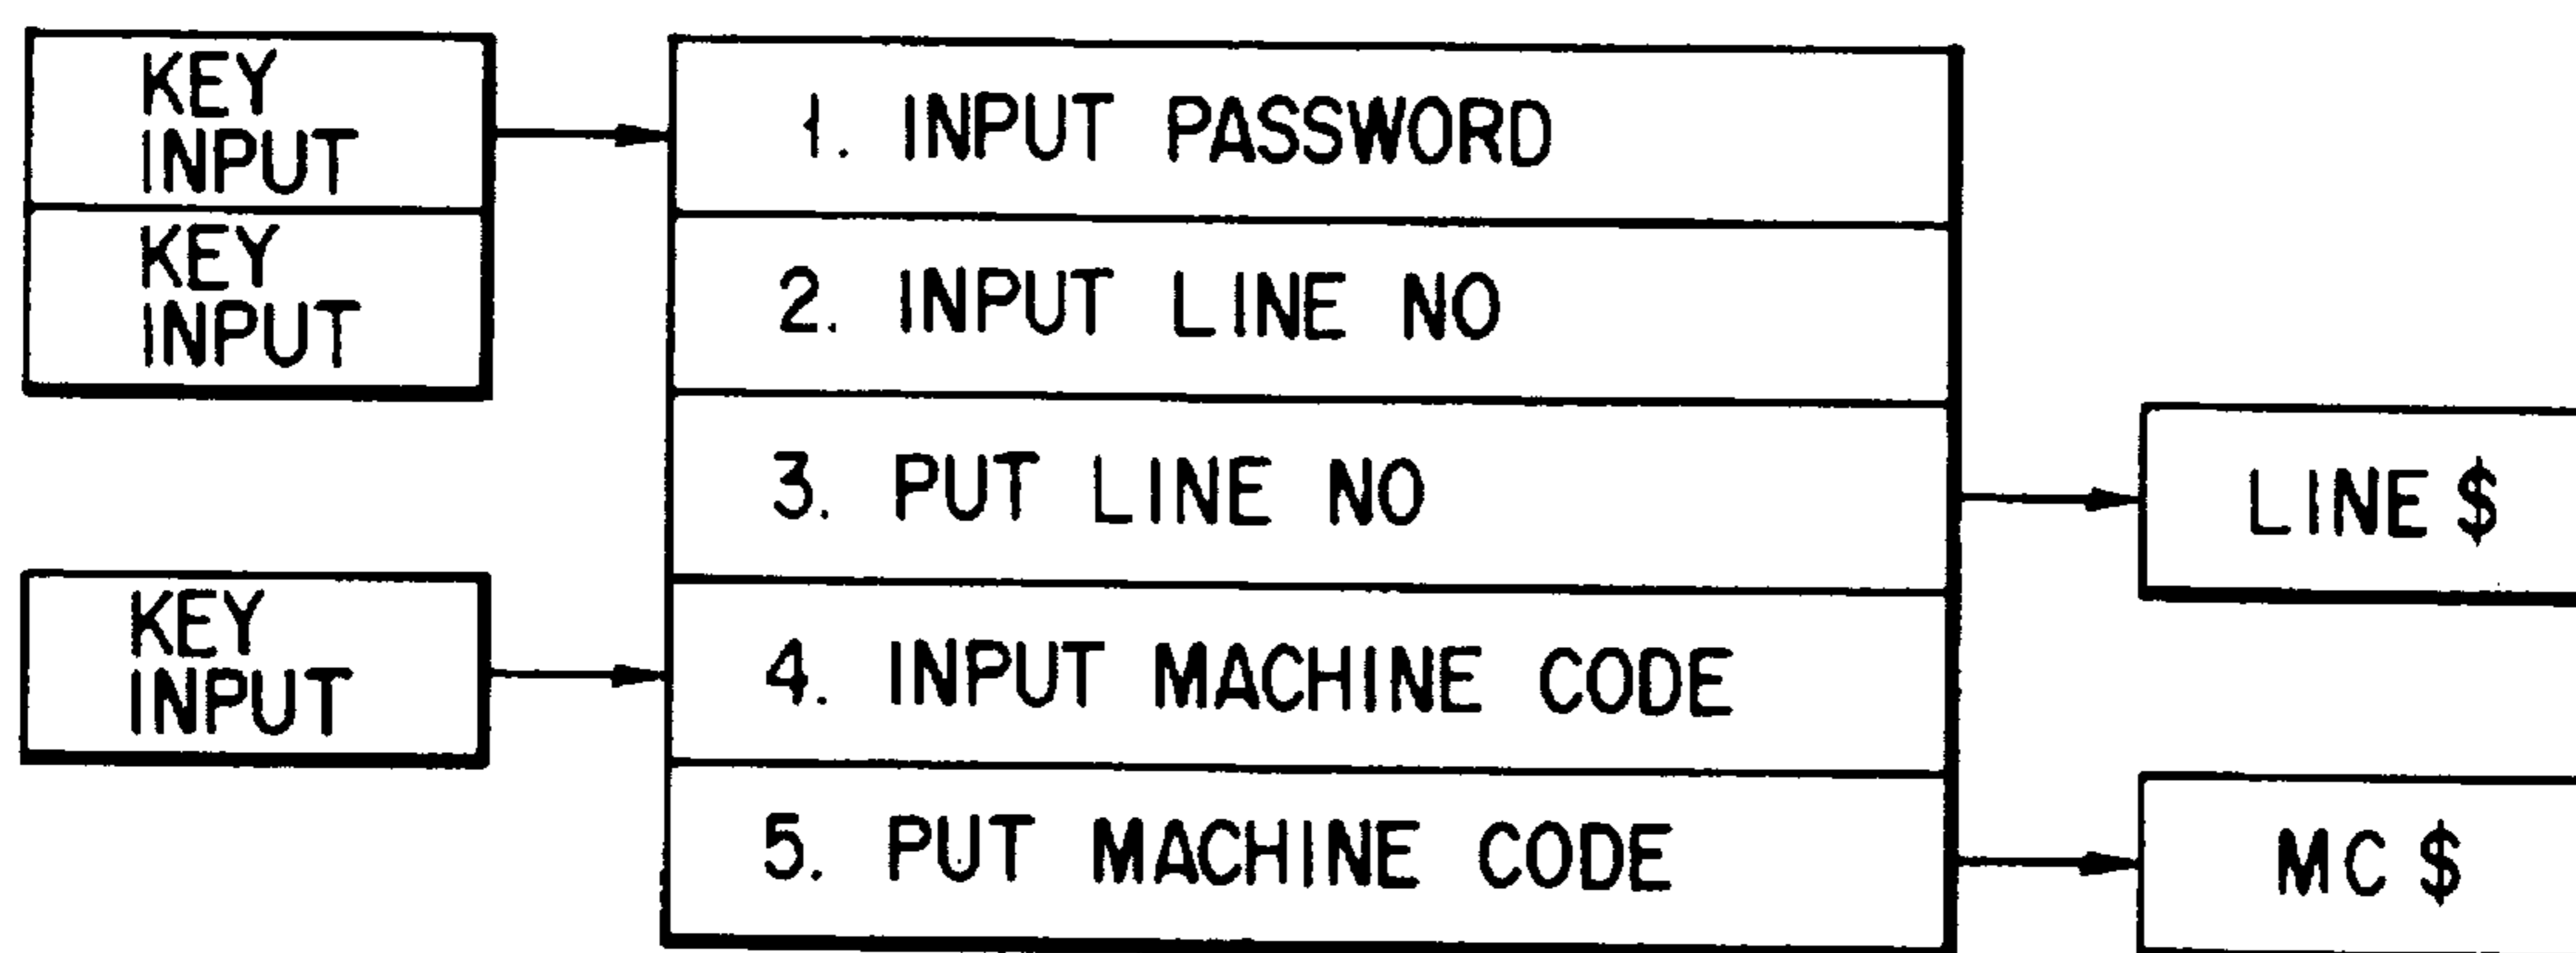 KEY
INPUT
KEY
INPUT
KEY
INPUT
1. INPUT PASSWORD
2. INPUT LINE NO
3. PUT LINE NO
4. INPUT MACHINE CODE
5. PUT MACHINE CODE
LINE $
MC $